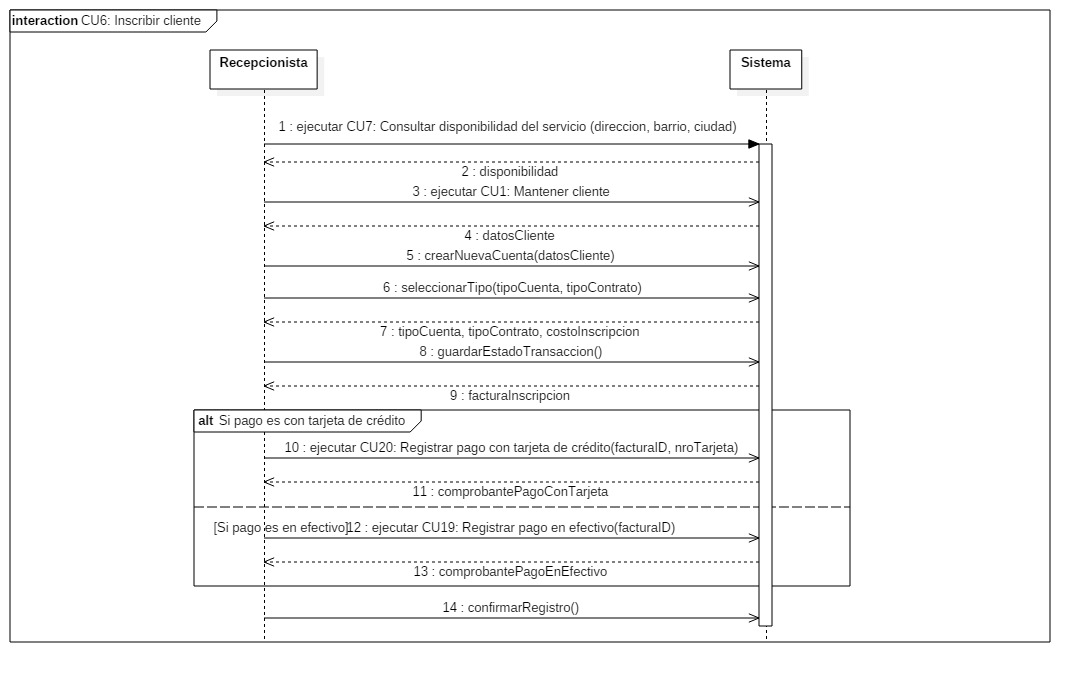 interaction CU6: Inscribir cliente
Recepcionista
Sistema
1 : ejecutar CU7: Consultar disponibilidad del servicio (direccion, barrio, ciudad)
2 : disponibilidad
3 : ejecutar CU1: Mantener cliente
4 : datosCliente
5 : crearNuevaCuenta(datosCliente)
6 : seleccionarTipo(tipoCuenta, tipoContrato)
7 : tipoCuenta, tipoContrato, costoInscripcion
8 : guardarEstadoTransaccion()
9 : facturaInscripcion
alt Si pago es con tarjeta de crédito
10 : ejecutar CU20: Registrar pago con tarjeta de crédito(facturaID, nroTarjeta)
11 : comprobantePagoConTarjeta
[Si pago es en efectivo]
12 : ejecutar CU19: Registrar pago en efectivo(facturaID)
13 : comprobantePagoEnEfectivo
14 : confirmarRegistro()